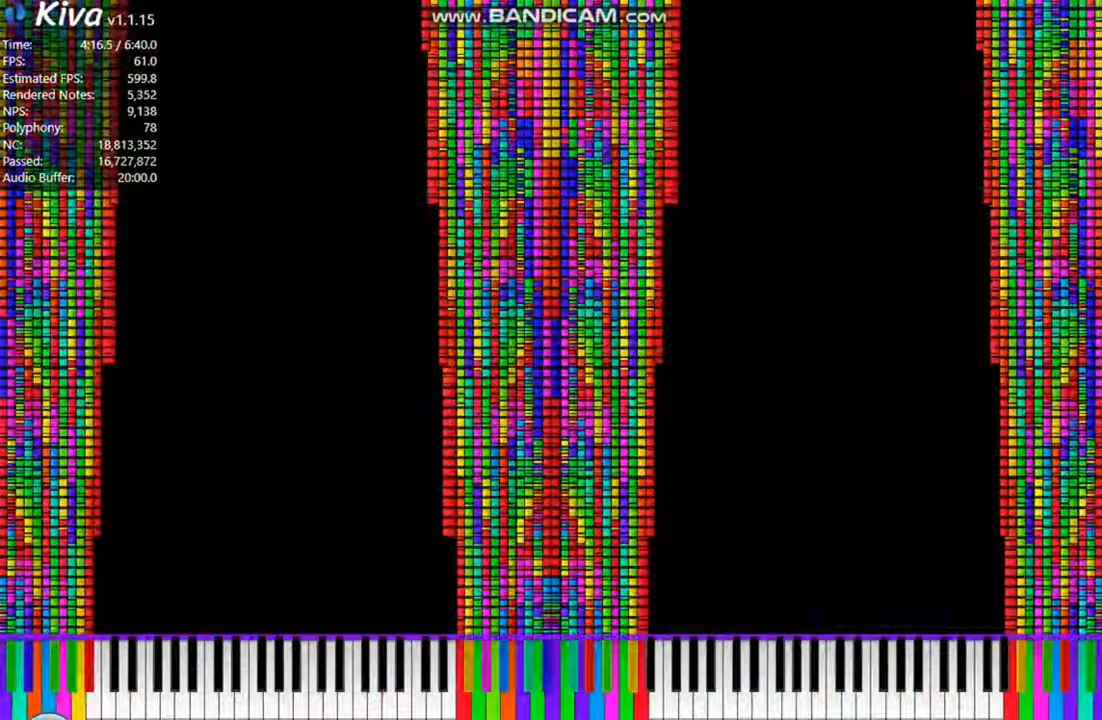 Kiva v1.1.15
www.BANDICAM.com
Time: 4:16.5 / 6:40.0
FPS: 61.0
Estimated FPS: 599.8
Rendered Notes: 5,352
NPS: 9,138
Polyphony: 78
NC: 18,813,352
Passed: 16,727,872
Audio Buffer: 20:00.0